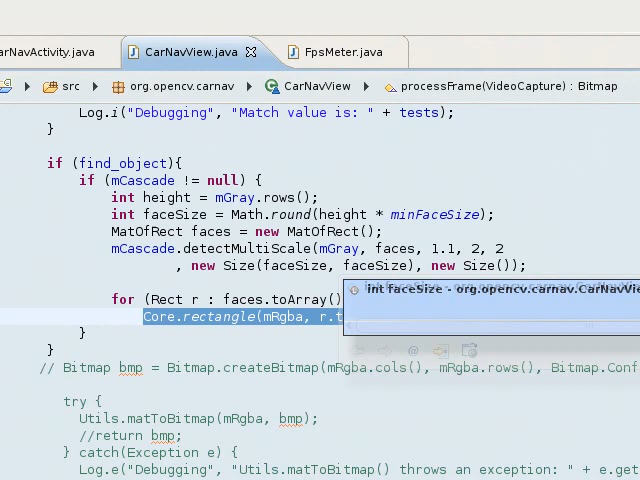 arNavActivity.java CarNavView.java FpsMeter.java
src org.opencv.carnav CarNavView processFrame(VideoCapture) : Bitmap
Log.i("Debugging", "Match value is: " + tests);
}
if (find_object){
if (mCascade != null) {
int height = mGray.rows();
int faceSize = Math.round(height * minFaceSize);
MatOfRect faces = new MatOfRect();
mCascade.detectMultiScale(mGray, faces, 1.1, 2, 2
, new Size(faceSize, faceSize), new Size());
for (Rect r : faces.toArray()
int faceSize - org.opencv.carnav.CarNavVie
Core.rectangle(mRgba, r.t
}
}
// Bitmap bmp = Bitmap.createBitmap(mRgba.cols(), mRgba.rows(), Bitmap.Conf
try {
Utils.matToBitmap(mRgba, bmp);
//return bmp;
} catch(Exception e) {
Log.e("Debugging", "Utils.matToBitmap() throws an exception: " + e.get